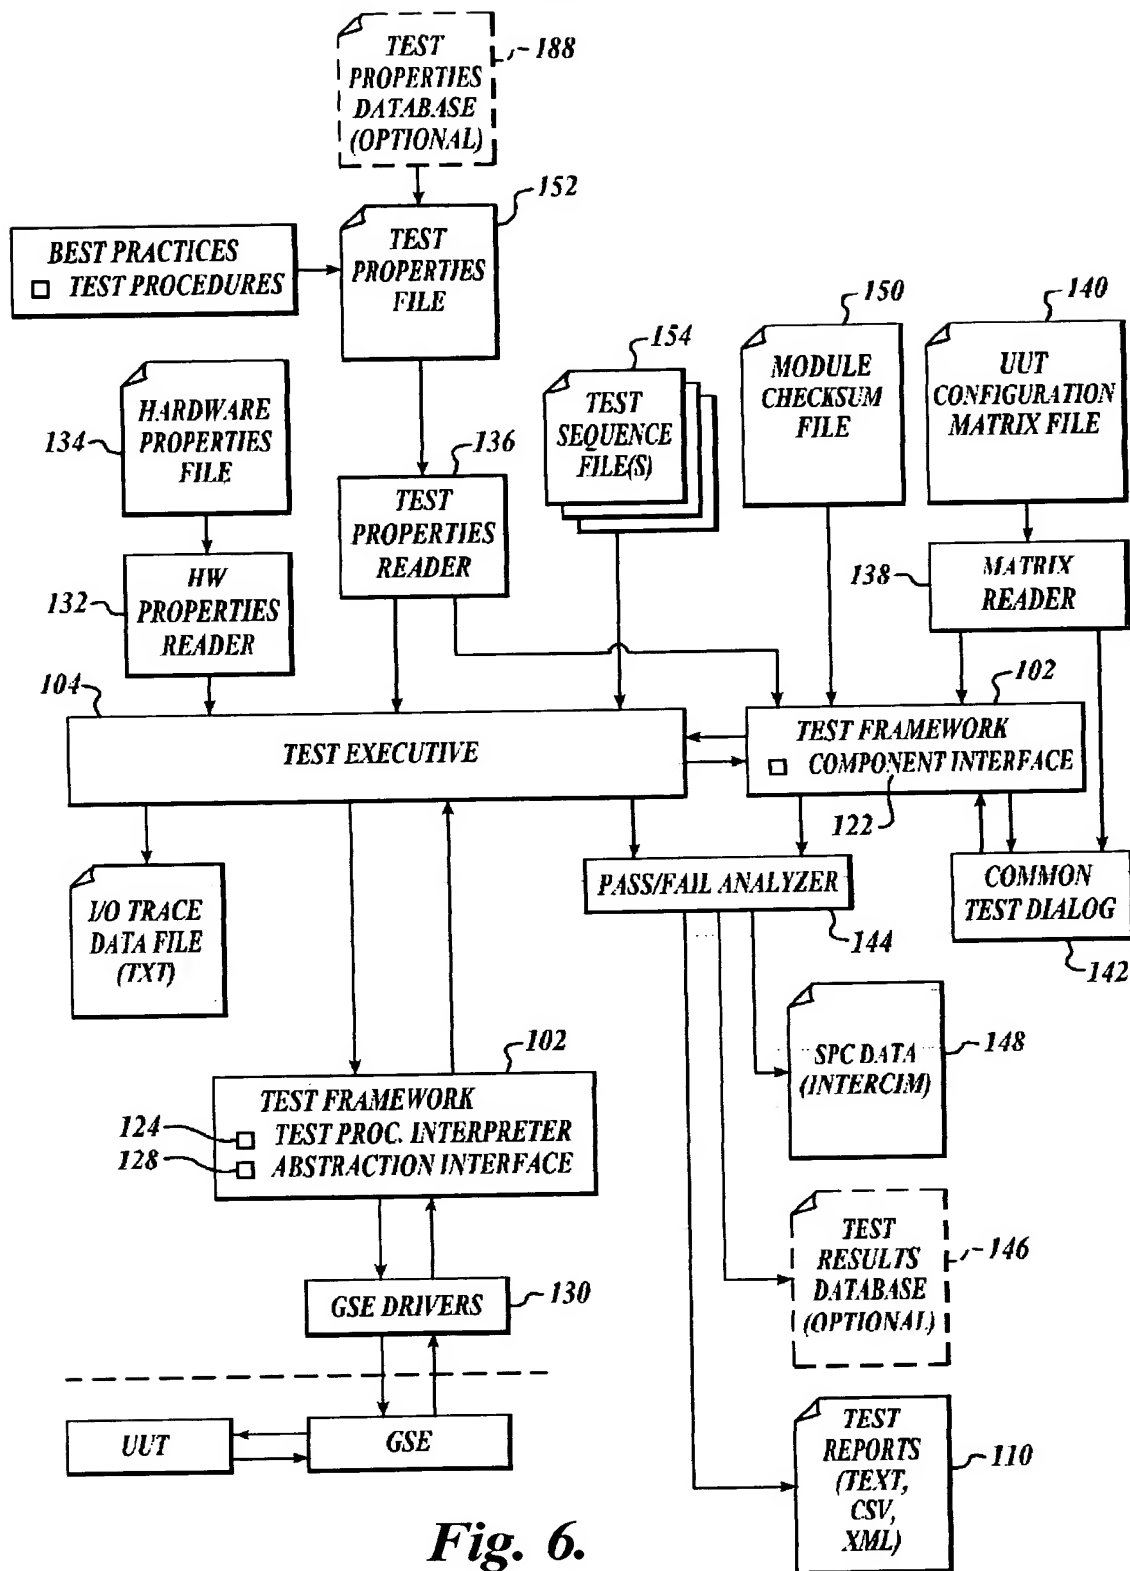 TEST
PROPERTIES
DATABASE
(OPTIONAL)
188
152
BEST PRACTICES
TEST PROCEDURES
TEST
PROPERTIES
FILE
134
HARDWARE
PROPERTIES
FILE
154
TEST
SEQUENCE
FILE(S)
150
MODULE
CHECKSUM
FILE
140
UUT
CONFIGURATION
MATRIX FILE
136
TEST
PROPERTIES
READER
132
HW
PROPERTIES
READER
138
MATRIX
READER
104
TEST EXECUTIVE
102
TEST FRAMEWORK
COMPONENT INTERFACE
122
I/O TRACE
DATA FILE
(TXT)
PASS/FAIL ANALYZER
144
COMMON
TEST DIALOG
142
102
TEST FRAMEWORK
124
TEST PROC. INTERPRETER
128
ABSTRACTION INTERFACE
SPC DATA
(INTERCIM)
148
GSE DRIVERS
130
TEST
RESULTS
DATABASE
(OPTIONAL)
146
UUT
GSE
TEST
REPORTS
(TEXT,
CSV,
XML)
110
Fig. 6.